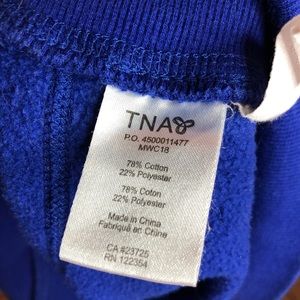 TNA
P.O. 4500011477
MWC18
78% Cotton
22% Polyester
78% Coton
22% Polyester
Made in China
Fabriqué en Chine
CA #23725
RN 122354